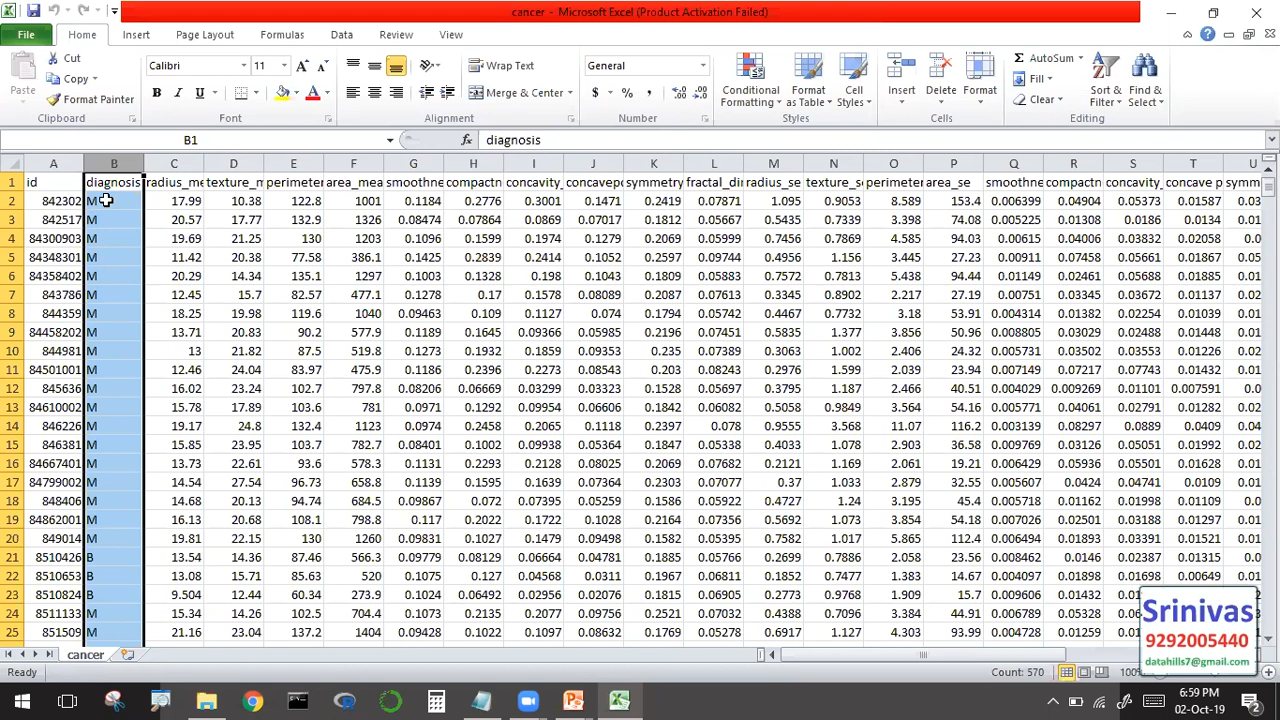 cancer - Microsoft Excel (Product Activation Failed)
File Home Insert Page Layout Formulas Data Review View
Cut
Copy
Format Painter
Paste
Clipboard
Calibri 11
B I U
Font
Wrap Text
Merge & Center
Alignment
General
$ % ,
Number
Conditional Formatting
Format as Table
Cell Styles
Styles
Insert Delete Format
Cells
AutoSum
Fill
Clear
Sort & Filter
Find & Select
Editing
B1 fx diagnosis
A B C D E F G H I J K L M N O P Q R S T U
1 id diagnosis radius_me texture_m perimeter area_mea smoothne compactn concavity_ concavepo symmetry fractal_di radius_se texture_se perimeter area_se smoothne compactn concavity_ concave p symm
2 842302 M 17.99 10.38 122.8 1001 0.1184 0.2776 0.3001 0.1471 0.2419 0.07871 1.095 0.9053 8.589 153.4 0.006399 0.04904 0.05373 0.01587 0.03
3 842517 M 20.57 17.77 132.9 1326 0.08474 0.07864 0.0869 0.07017 0.1812 0.05667 0.5435 0.7339 3.398 74.08 0.005225 0.01308 0.0186 0.0134 0.01
4 84300903 M 19.69 21.25 130 1203 0.1096 0.1599 0.1974 0.1279 0.2069 0.05999 0.7456 0.7869 4.585 94.03 0.00615 0.04006 0.03832 0.02058 0.0
5 84348301 M 11.42 20.38 77.58 386.1 0.1425 0.2839 0.2414 0.1052 0.2597 0.09744 0.4956 1.156 3.445 27.23 0.00911 0.07458 0.05661 0.01867 0.05
6 84358402 M 20.29 14.34 135.1 1297 0.1003 0.1328 0.198 0.1043 0.1809 0.05883 0.7572 0.7813 5.438 94.44 0.01149 0.02461 0.05688 0.01885 0.01
7 843786 M 12.45 15.7 82.57 477.1 0.1278 0.17 0.1578 0.08089 0.2087 0.07613 0.3345 0.8902 2.217 27.19 0.00751 0.03345 0.03672 0.01137 0.02
8 844359 M 18.25 19.98 119.6 1040 0.09463 0.109 0.1127 0.074 0.1794 0.05742 0.4467 0.7732 3.18 53.91 0.004314 0.01382 0.02254 0.01039 0.01
9 84458202 M 13.71 20.83 90.2 577.9 0.1189 0.1645 0.09366 0.05985 0.2196 0.07451 0.5835 1.377 3.856 50.96 0.008805 0.03029 0.02488 0.01448 0.01
10 844981 M 13 21.82 87.5 519.8 0.1273 0.1932 0.1859 0.09353 0.235 0.07389 0.3063 1.002 2.406 24.32 0.005731 0.03502 0.03553 0.01226 0.02
11 84501001 M 12.46 24.04 83.97 475.9 0.1186 0.2396 0.2273 0.08543 0.203 0.08243 0.2976 1.599 2.039 23.94 0.007149 0.07217 0.07743 0.01432 0.01
12 845636 M 16.02 23.24 102.7 797.8 0.08206 0.06669 0.03299 0.03323 0.1528 0.05697 0.3795 1.187 2.466 40.51 0.004029 0.009269 0.01101 0.007591 0.0
13 84610002 M 15.78 17.89 103.6 781 0.0971 0.1292 0.09954 0.06606 0.1842 0.06082 0.5058 0.9849 3.564 54.16 0.005771 0.04061 0.02791 0.01282 0.02
14 846226 M 19.17 24.8 132.4 1123 0.0974 0.2458 0.2065 0.1118 0.2397 0.078 0.9555 3.568 11.07 116.2 0.003139 0.08297 0.0889 0.0409 0.04
15 846381 M 15.85 23.95 103.7 782.7 0.08401 0.1002 0.09938 0.05364 0.1847 0.05338 0.4033 1.078 2.903 36.58 0.009769 0.03126 0.05051 0.01992 0.02
16 84667401 M 13.73 22.61 93.6 578.3 0.1131 0.2293 0.2128 0.08025 0.2069 0.07682 0.2121 1.169 2.061 19.21 0.006429 0.05936 0.05501 0.01628 0.01
17 84799002 M 14.54 27.54 96.73 658.8 0.1139 0.1595 0.1639 0.07364 0.2303 0.07077 0.37 1.033 2.879 32.55 0.005607 0.0424 0.04741 0.0109 0.01
18 848406 M 14.68 20.13 94.74 684.5 0.09867 0.072 0.07395 0.05259 0.1586 0.05922 0.4727 1.24 3.195 45.4 0.005718 0.01162 0.01998 0.01109 0.0
19 84862001 M 16.13 20.68 108.1 798.8 0.117 0.2022 0.1722 0.1028 0.2164 0.07356 0.5692 1.073 3.854 54.18 0.007026 0.02501 0.03188 0.01297 0.01
20 849014 M 19.81 22.15 130 1260 0.09831 0.1027 0.1479 0.09498 0.1582 0.05395 0.7582 1.017 5.865 112.4 0.006494 0.01893 0.03391 0.01521 0.01
21 8510426 B 13.54 14.36 87.46 566.3 0.09779 0.08129 0.06664 0.04781 0.1885 0.05766 0.2699 0.7886 2.058 23.56 0.008462 0.0146 0.02387 0.01315 0.0
22 8510653 B 13.08 15.71 85.63 520 0.1075 0.127 0.04568 0.0311 0.1967 0.06811 0.1852 0.7477 1.383 14.67 0.004097 0.01898 0.01698 0.00649 0.01
23 8510824 B 9.504 12.44 60.34 273.9 0.1024 0.06492 0.02956 0.02076 0.1815 0.06905 0.2773 0.9768 1.909 15.7 0.009606 0.01432
24 8511133 M 15.34 14.26 102.5 704.4 0.1073 0.2135 0.2077 0.09756 0.2521 0.07032 0.4388 0.7096 3.384 44.91 0.006789 0.05328
25 851509 M 21.16 23.04 137.2 1404 0.09428 0.1022 0.1097 0.08632 0.1769 0.05278 0.6917 1.127 4.303 93.99 0.004728 0.01259
Srinivas
9292005440
datahills7@gmail.com
cancer
Ready Count: 570 100%
6:59 PM
02-Oct-19
2